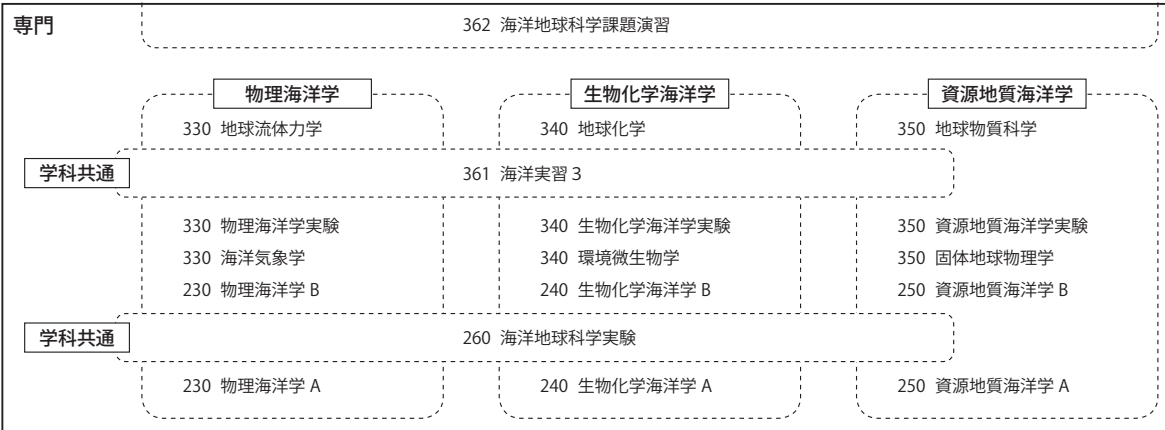 専門
362 海洋地球科学課題演習
物理海洋学 生物化学海洋学 資源地質海洋学
330 地球流体力学 340 地球化学 350 地球物質科学
学科共通 361 海洋実習 3
330 物理海洋学実験 340 生物化学海洋学実験 350 資源地質海洋学実験
330 海洋気象学 340 環境微生物学 350 固体地球物理学
230 物理海洋学 B 240 生物化学海洋学 B 250 資源地質海洋学 B
学科共通 260 海洋地球科学実験
230 物理海洋学 A 240 生物化学海洋学 A 250 資源地質海洋学 A